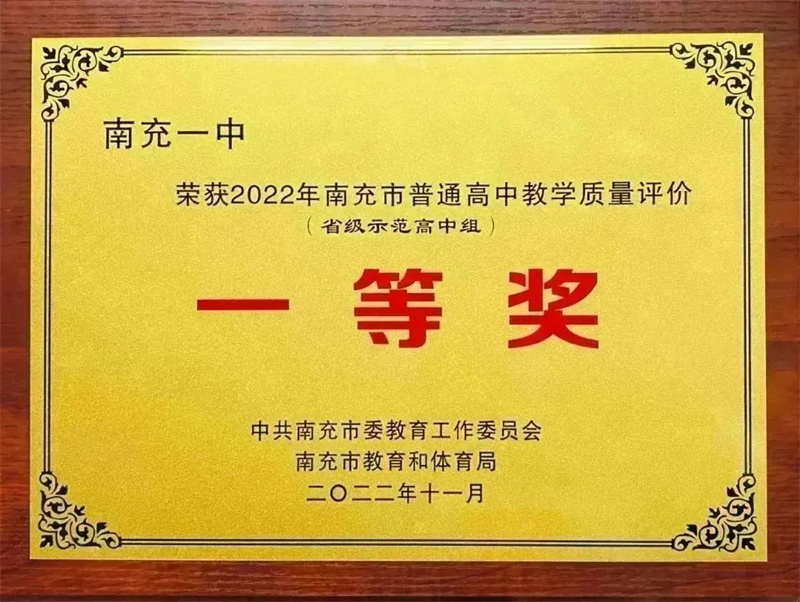 南充一中
荣获2022年南充市普通高中教学质量评价
（省级示范高中组）
一等奖
中共南充市委教育工作委员会
南充市教育和体育局
二〇二二年十一月